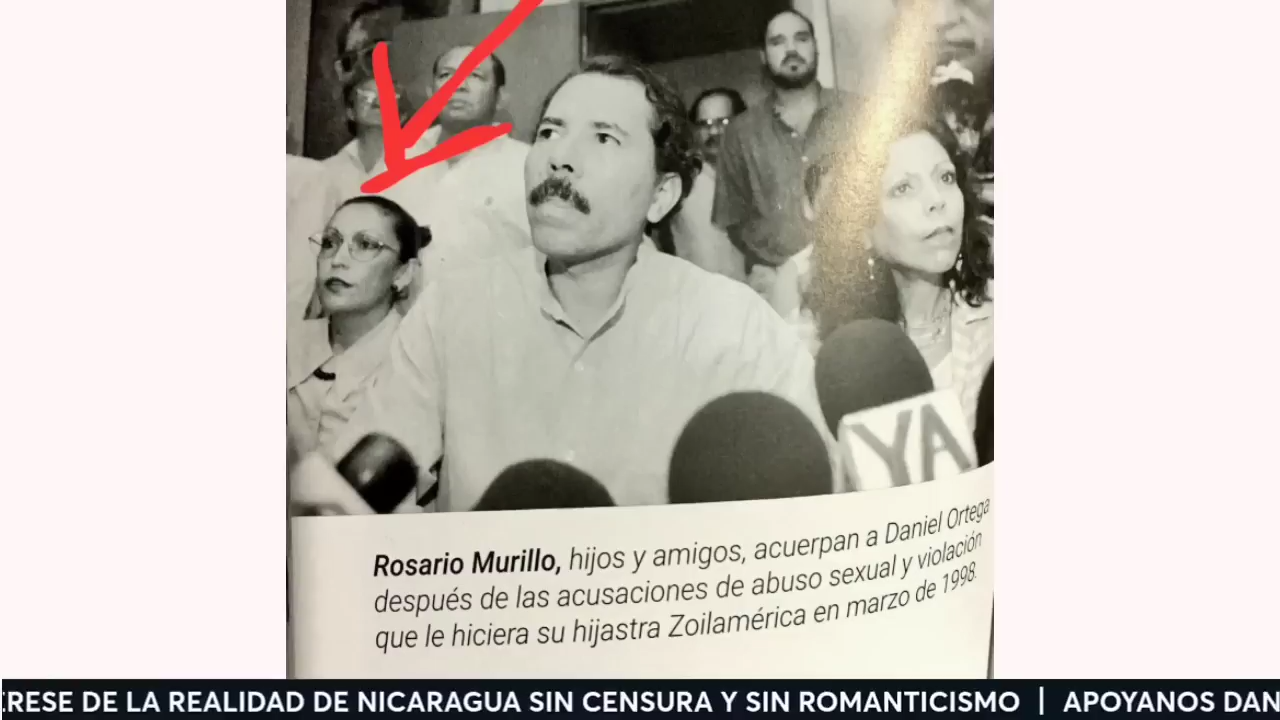 YA
Rosario Murillo, hijos y amigos, acuerpan a Daniel Ortega
después de las acusaciones de abuso sexual y violación
que le hiciera su hijastra Zoilamérica en marzo de 1998.
ERESE DE LA REALIDAD DE NICARAGUA SIN CENSURA Y SIN ROMANTICISMO | APOYANOS DAN